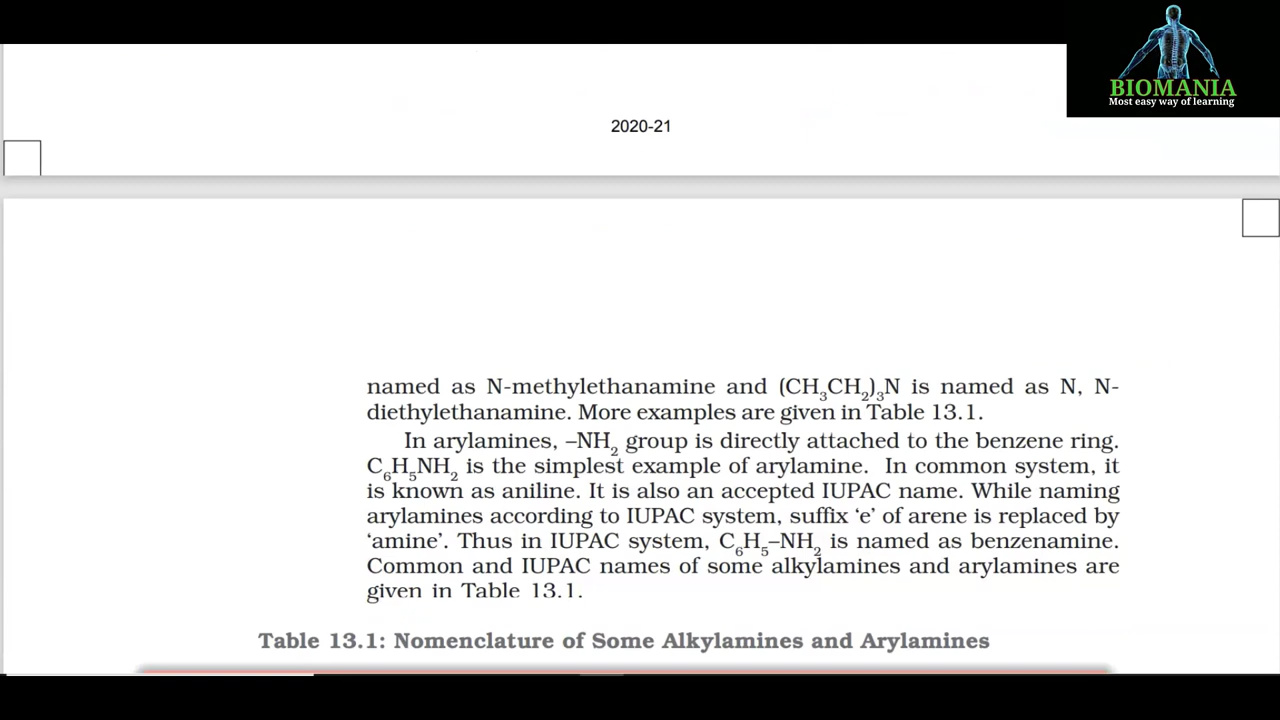 BIOMANIA
Most easy way of learning
2020-21
named as N-methylethanamine and (CH₃CH₂)₃N is named as N, N-
diethylethanamine. More examples are given in Table 13.1.
In arylamines, –NH₂ group is directly attached to the benzene ring.
C₆H₅NH₂ is the simplest example of arylamine. In common system, it
is known as aniline. It is also an accepted IUPAC name. While naming
arylamines according to IUPAC system, suffix ‘e’ of arene is replaced by
‘amine’. Thus in IUPAC system, C₆H₅–NH₂ is named as benzenamine.
Common and IUPAC names of some alkylamines and arylamines are
given in Table 13.1.
Table 13.1: Nomenclature of Some Alkylamines and Arylamines